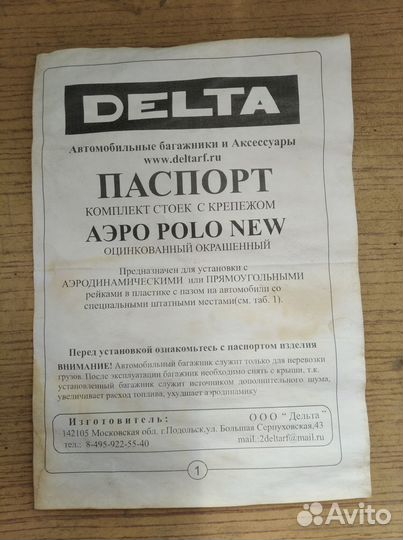 DELTA
Автомобильные багажники и Аксессуары
www.deltarf.ru
ПАСПОРТ
КОМПЛЕКТ СТОЕК С КРЕПЕЖОМ
АЭРО POLO NEW
ОЦИНКОВАННЫЙ ОКРАШЕННЫЙ
Предназначен для установки с
АЭРОДИНАМИЧЕСКИМИ или ПРЯМОУГОЛЬНЫМИ
рейками в пластике с пазом на автомобили со
специальными штатными местами(см. таб. 1).
Перед установкой ознакомьтесь с паспортом изделия
ВНИМАНИЕ! Автомобильный багажник служит только для перевозки
грузов. После эксплуатации багажник необходимо снять с крыши, т.к.
установленный багажник служит источником дополнительного шума,
увеличивает расход топлива, ухудшает аэродинамику
Изготовитель: ООО “Дельта”
142105 Московская обл. г.Подольск,ул. Большая Серпуховская,43
тел.: 8-495-922-55-40 mail.:2deltarf@mail.ru
1
Avito